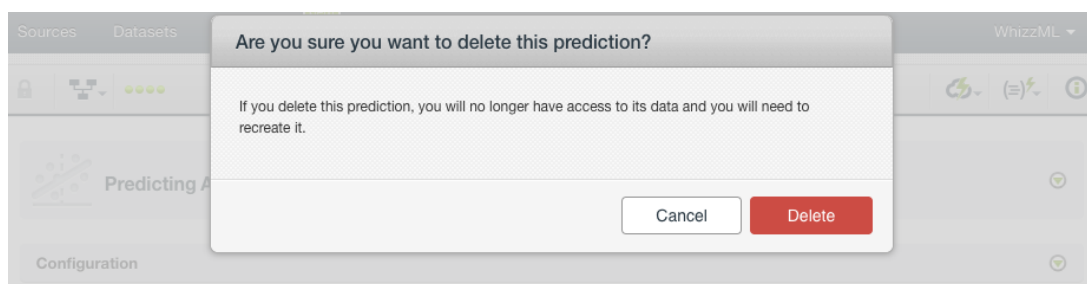 Sources Datasets WhizzML
Are you sure you want to delete this prediction?
If you delete this prediction, you will no longer have access to its data and you will need to
recreate it.
Predicting
Cancel Delete
Configuration